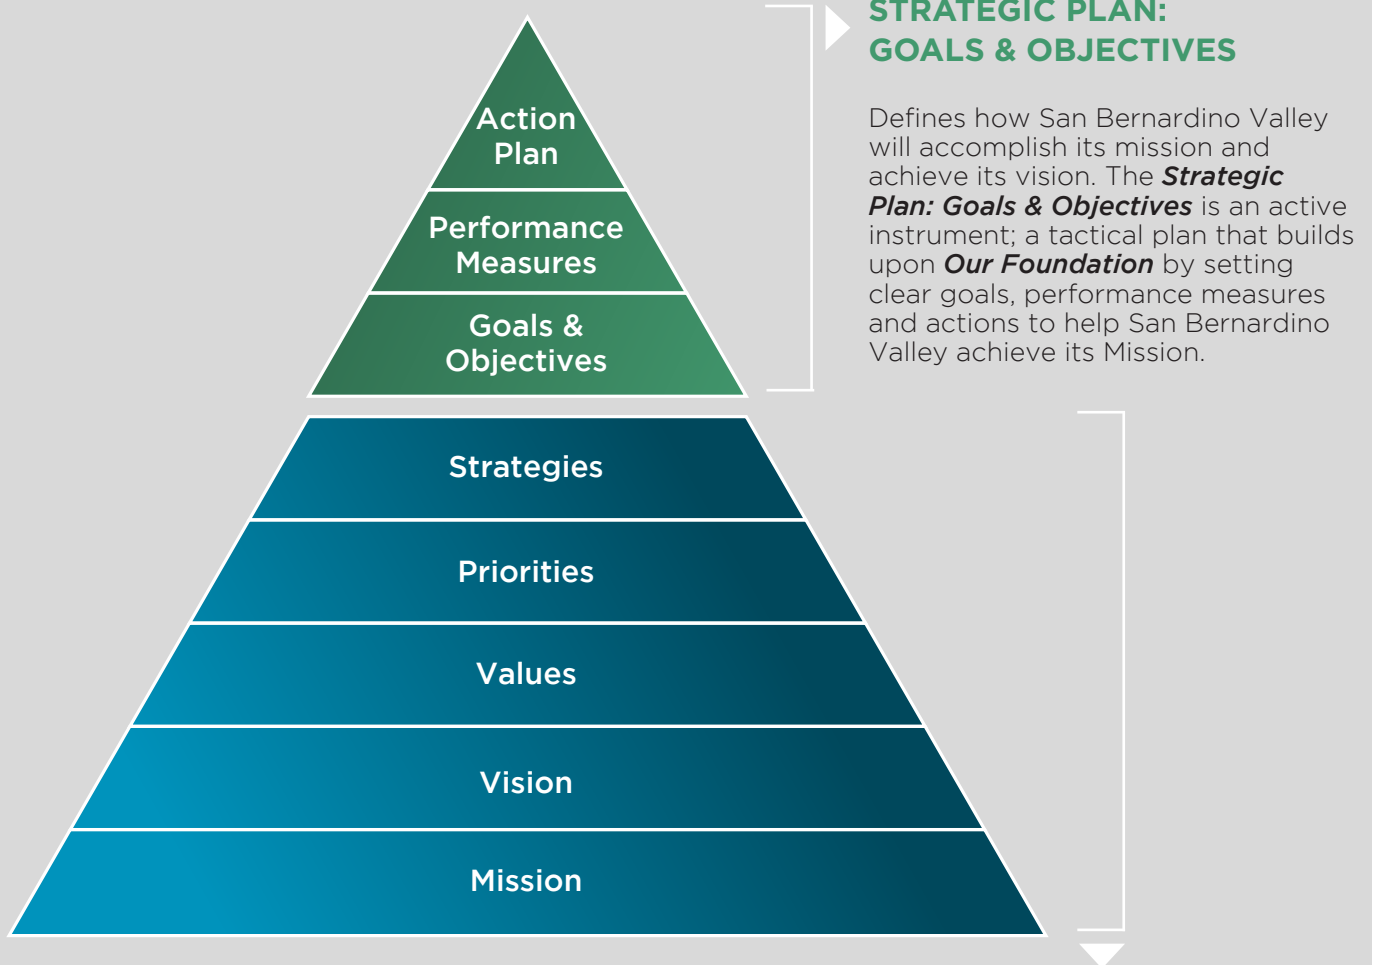 STRATEGIC PLAN:
GOALS & OBJECTIVES
Defines how San Bernardino Valley
will accomplish its mission and
achieve its vision. The Strategic
Plan: Goals & Objectives is an active
instrument; a tactical plan that builds
upon Our Foundation by setting
clear goals, performance measures
and actions to help San Bernardino
Valley achieve its Mission.
Action
Plan
Performance
Measures
Goals &
Objectives
Strategies
Priorities
Values
Vision
Mission